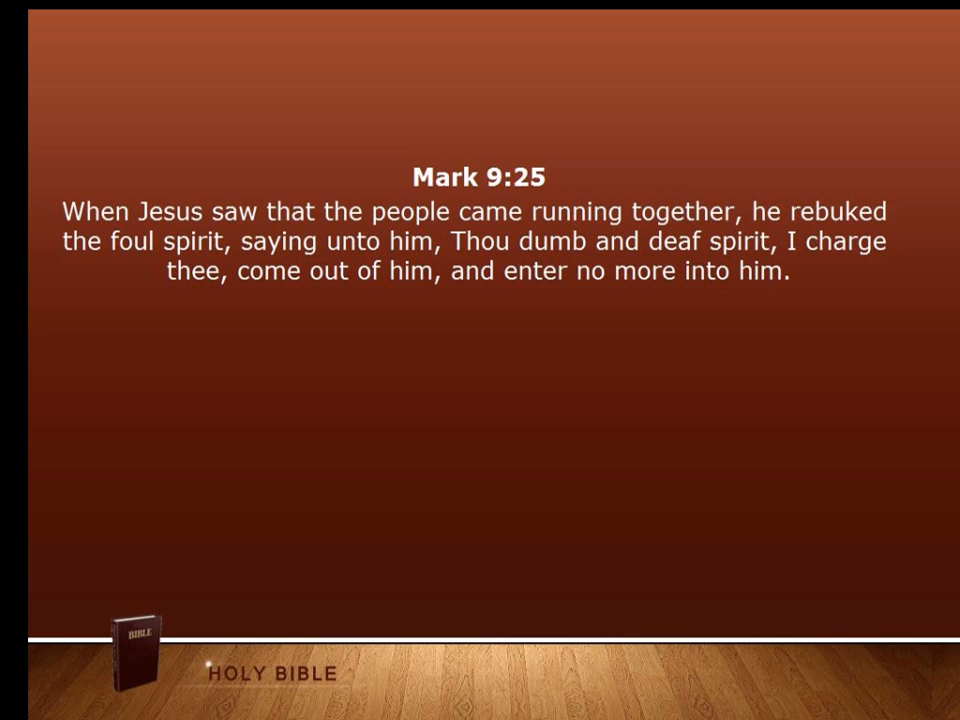 Mark 9:25
When Jesus saw that the people came running together, he rebuked
the foul spirit, saying unto him, Thou dumb and deaf spirit, I charge
thee, come out of him, and enter no more into him.
BIBLE
HOLY BIBLE